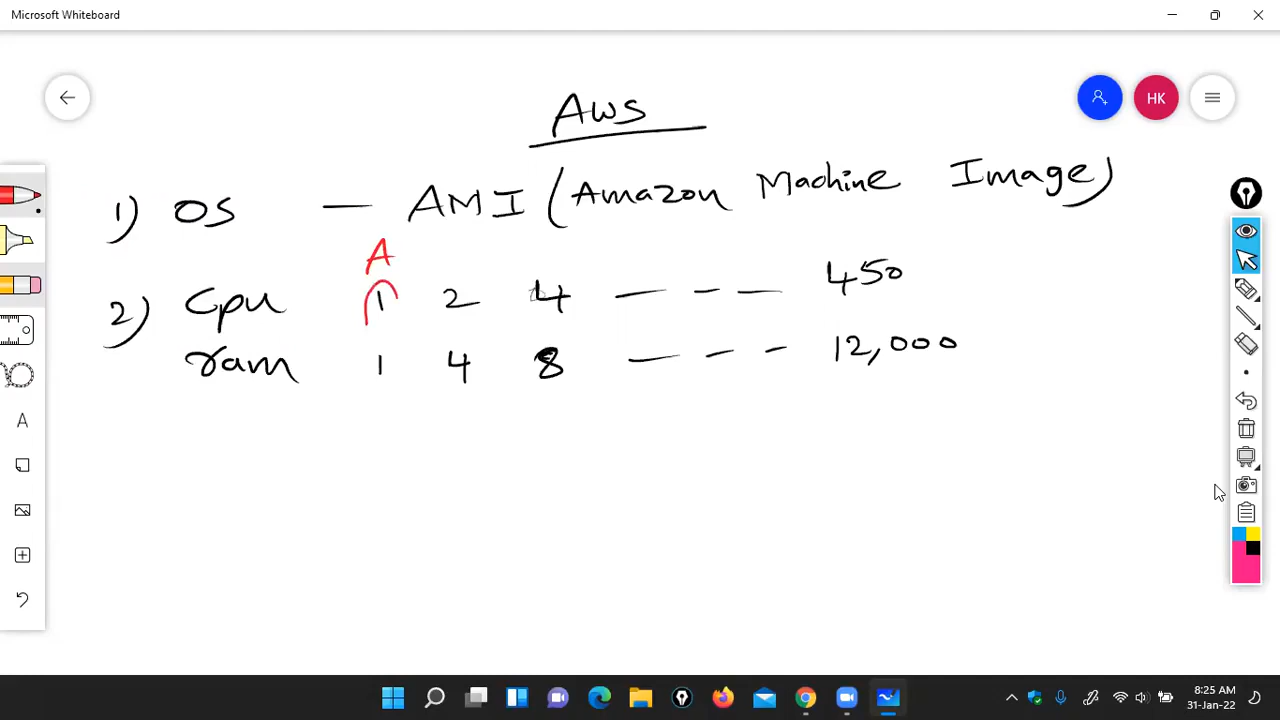 Microsoft Whiteboard
HK
Aws
1) OS — AMI (Amazon Machine Image)
A
2) Cpu 1 2 4 — - — 450
ram 1 4 8 — - - 12,000
A
8:25 AM
31-Jan-22